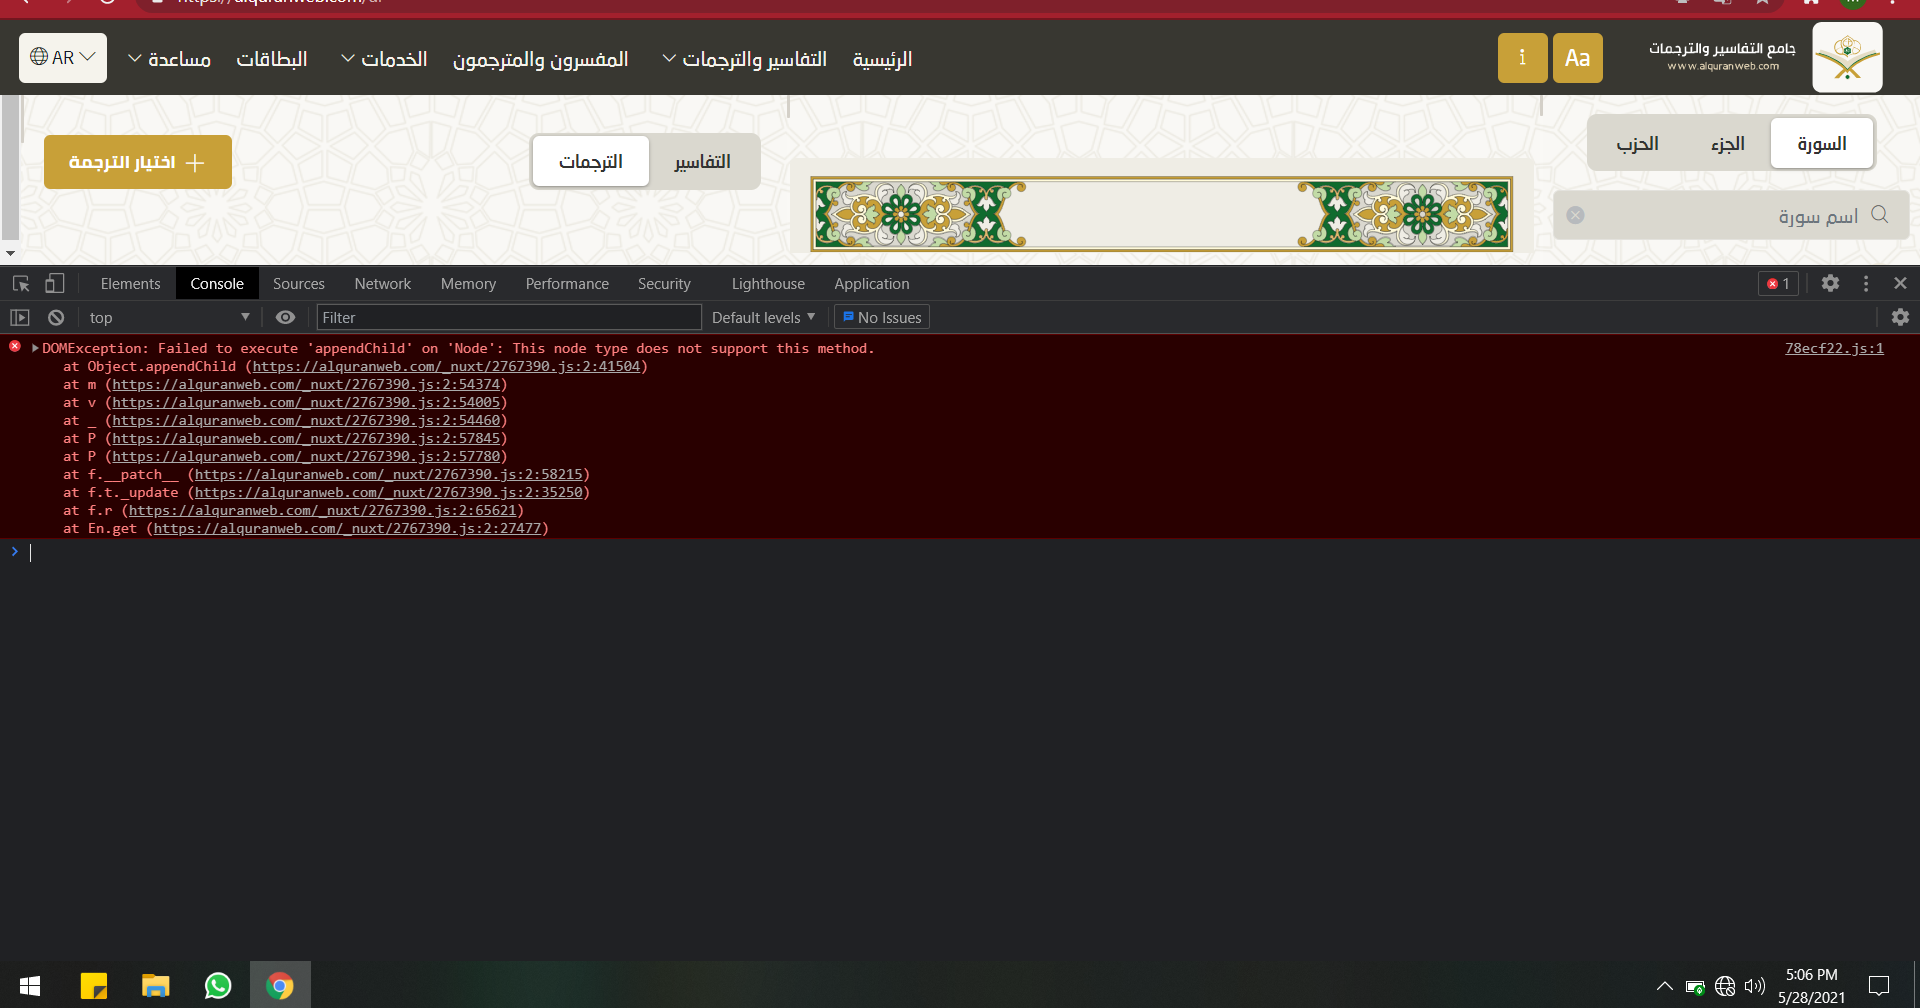 AR
مساعدة
البطاقات
الخدمات
المفسرون والمترجمون
التفاسير والترجمات
الرئيسية
i
Aa
جامع التفاسير والترجمات
www.alquranweb.com
السورة
الجزء
الحزب
اسم سورة
التفاسير
الترجمات
اختيار الترجمة
Elements Console Sources Network Memory Performance Security Lighthouse Application
1
top
Filter
Default levels
No Issues
DOMException: Failed to execute 'appendChild' on 'Node': This node type does not support this method. 78ecf22.js:1
at Object.appendChild (https://alquranweb.com/_nuxt/2767390.js:2:41504)
at m (https://alquranweb.com/_nuxt/2767390.js:2:54374)
at v (https://alquranweb.com/_nuxt/2767390.js:2:54005)
at _ (https://alquranweb.com/_nuxt/2767390.js:2:54460)
at P (https://alquranweb.com/_nuxt/2767390.js:2:57845)
at P (https://alquranweb.com/_nuxt/2767390.js:2:57780)
at f.__patch__ (https://alquranweb.com/_nuxt/2767390.js:2:58215)
at f.t._update (https://alquranweb.com/_nuxt/2767390.js:2:35250)
at f.r (https://alquranweb.com/_nuxt/2767390.js:2:65621)
at En.get (https://alquranweb.com/_nuxt/2767390.js:2:27477)
5:06 PM
5/28/2021